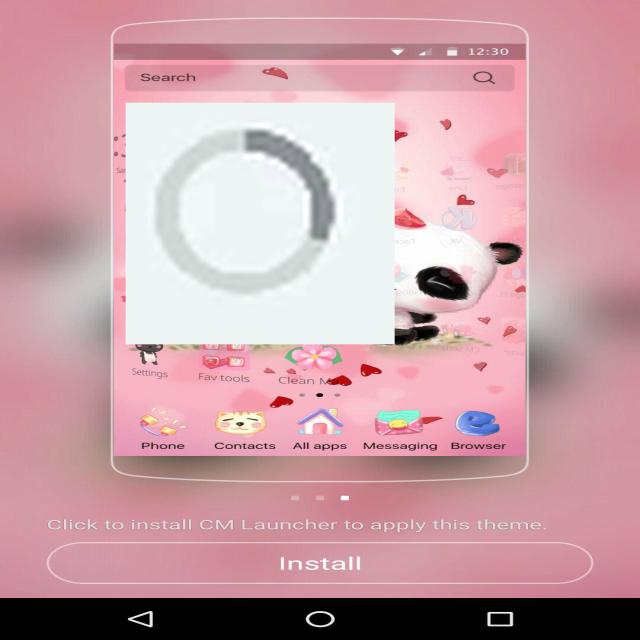 12:30
Search
Settings
Fav tools
Clean M
Phone Contacts All apps Messaging Browser
Click to install CM Launcher to apply this theme.
Install